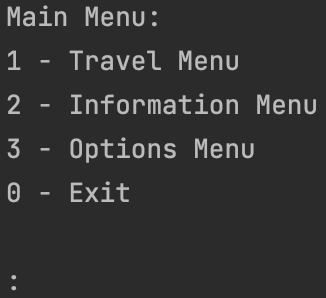 Main Menu:
1 - Travel Menu
2 - Information Menu
3 - Options Menu
0 - Exit
: